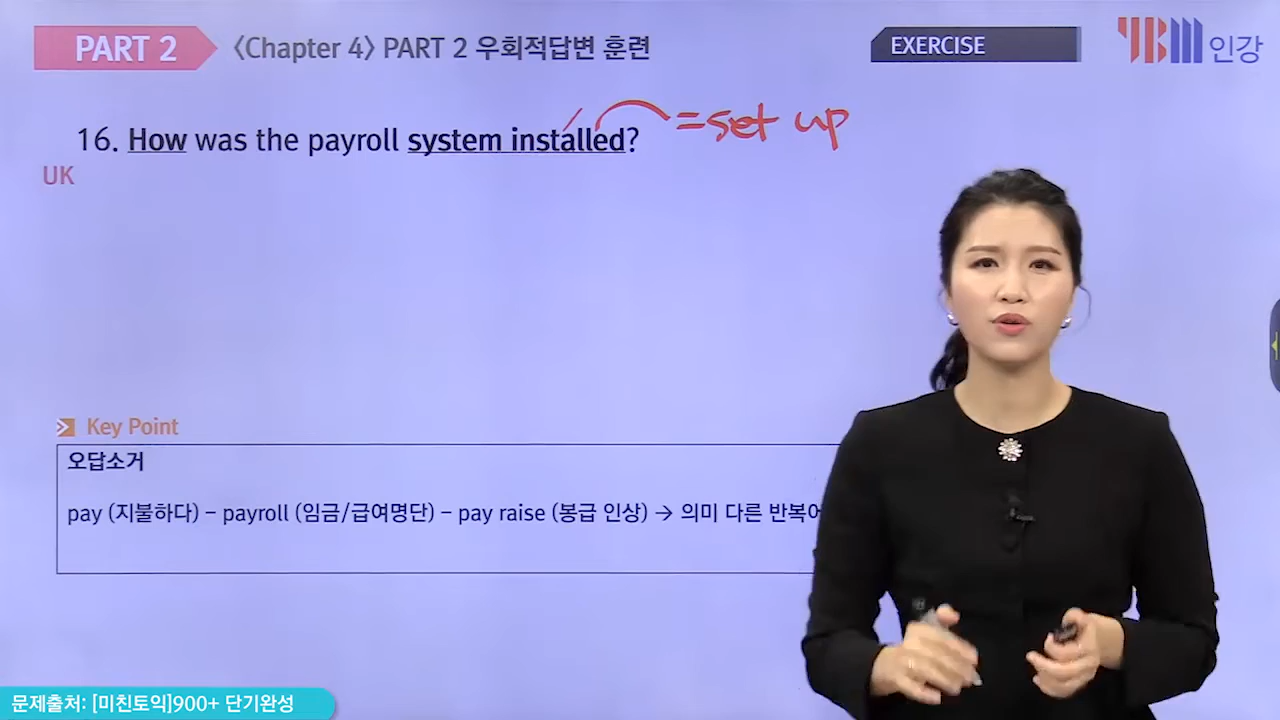 PART 2
〈Chapter 4〉 PART 2 우회적답변 훈련
EXERCISE
YBM 인강
16. How was the payroll system installed?
=set up
UK
Key Point
오답소거
pay (지불하다) – payroll (임금/급여명단) – pay raise (봉급 인상) → 의미 다른
문제출처: [미친토익]900+ 단기완성